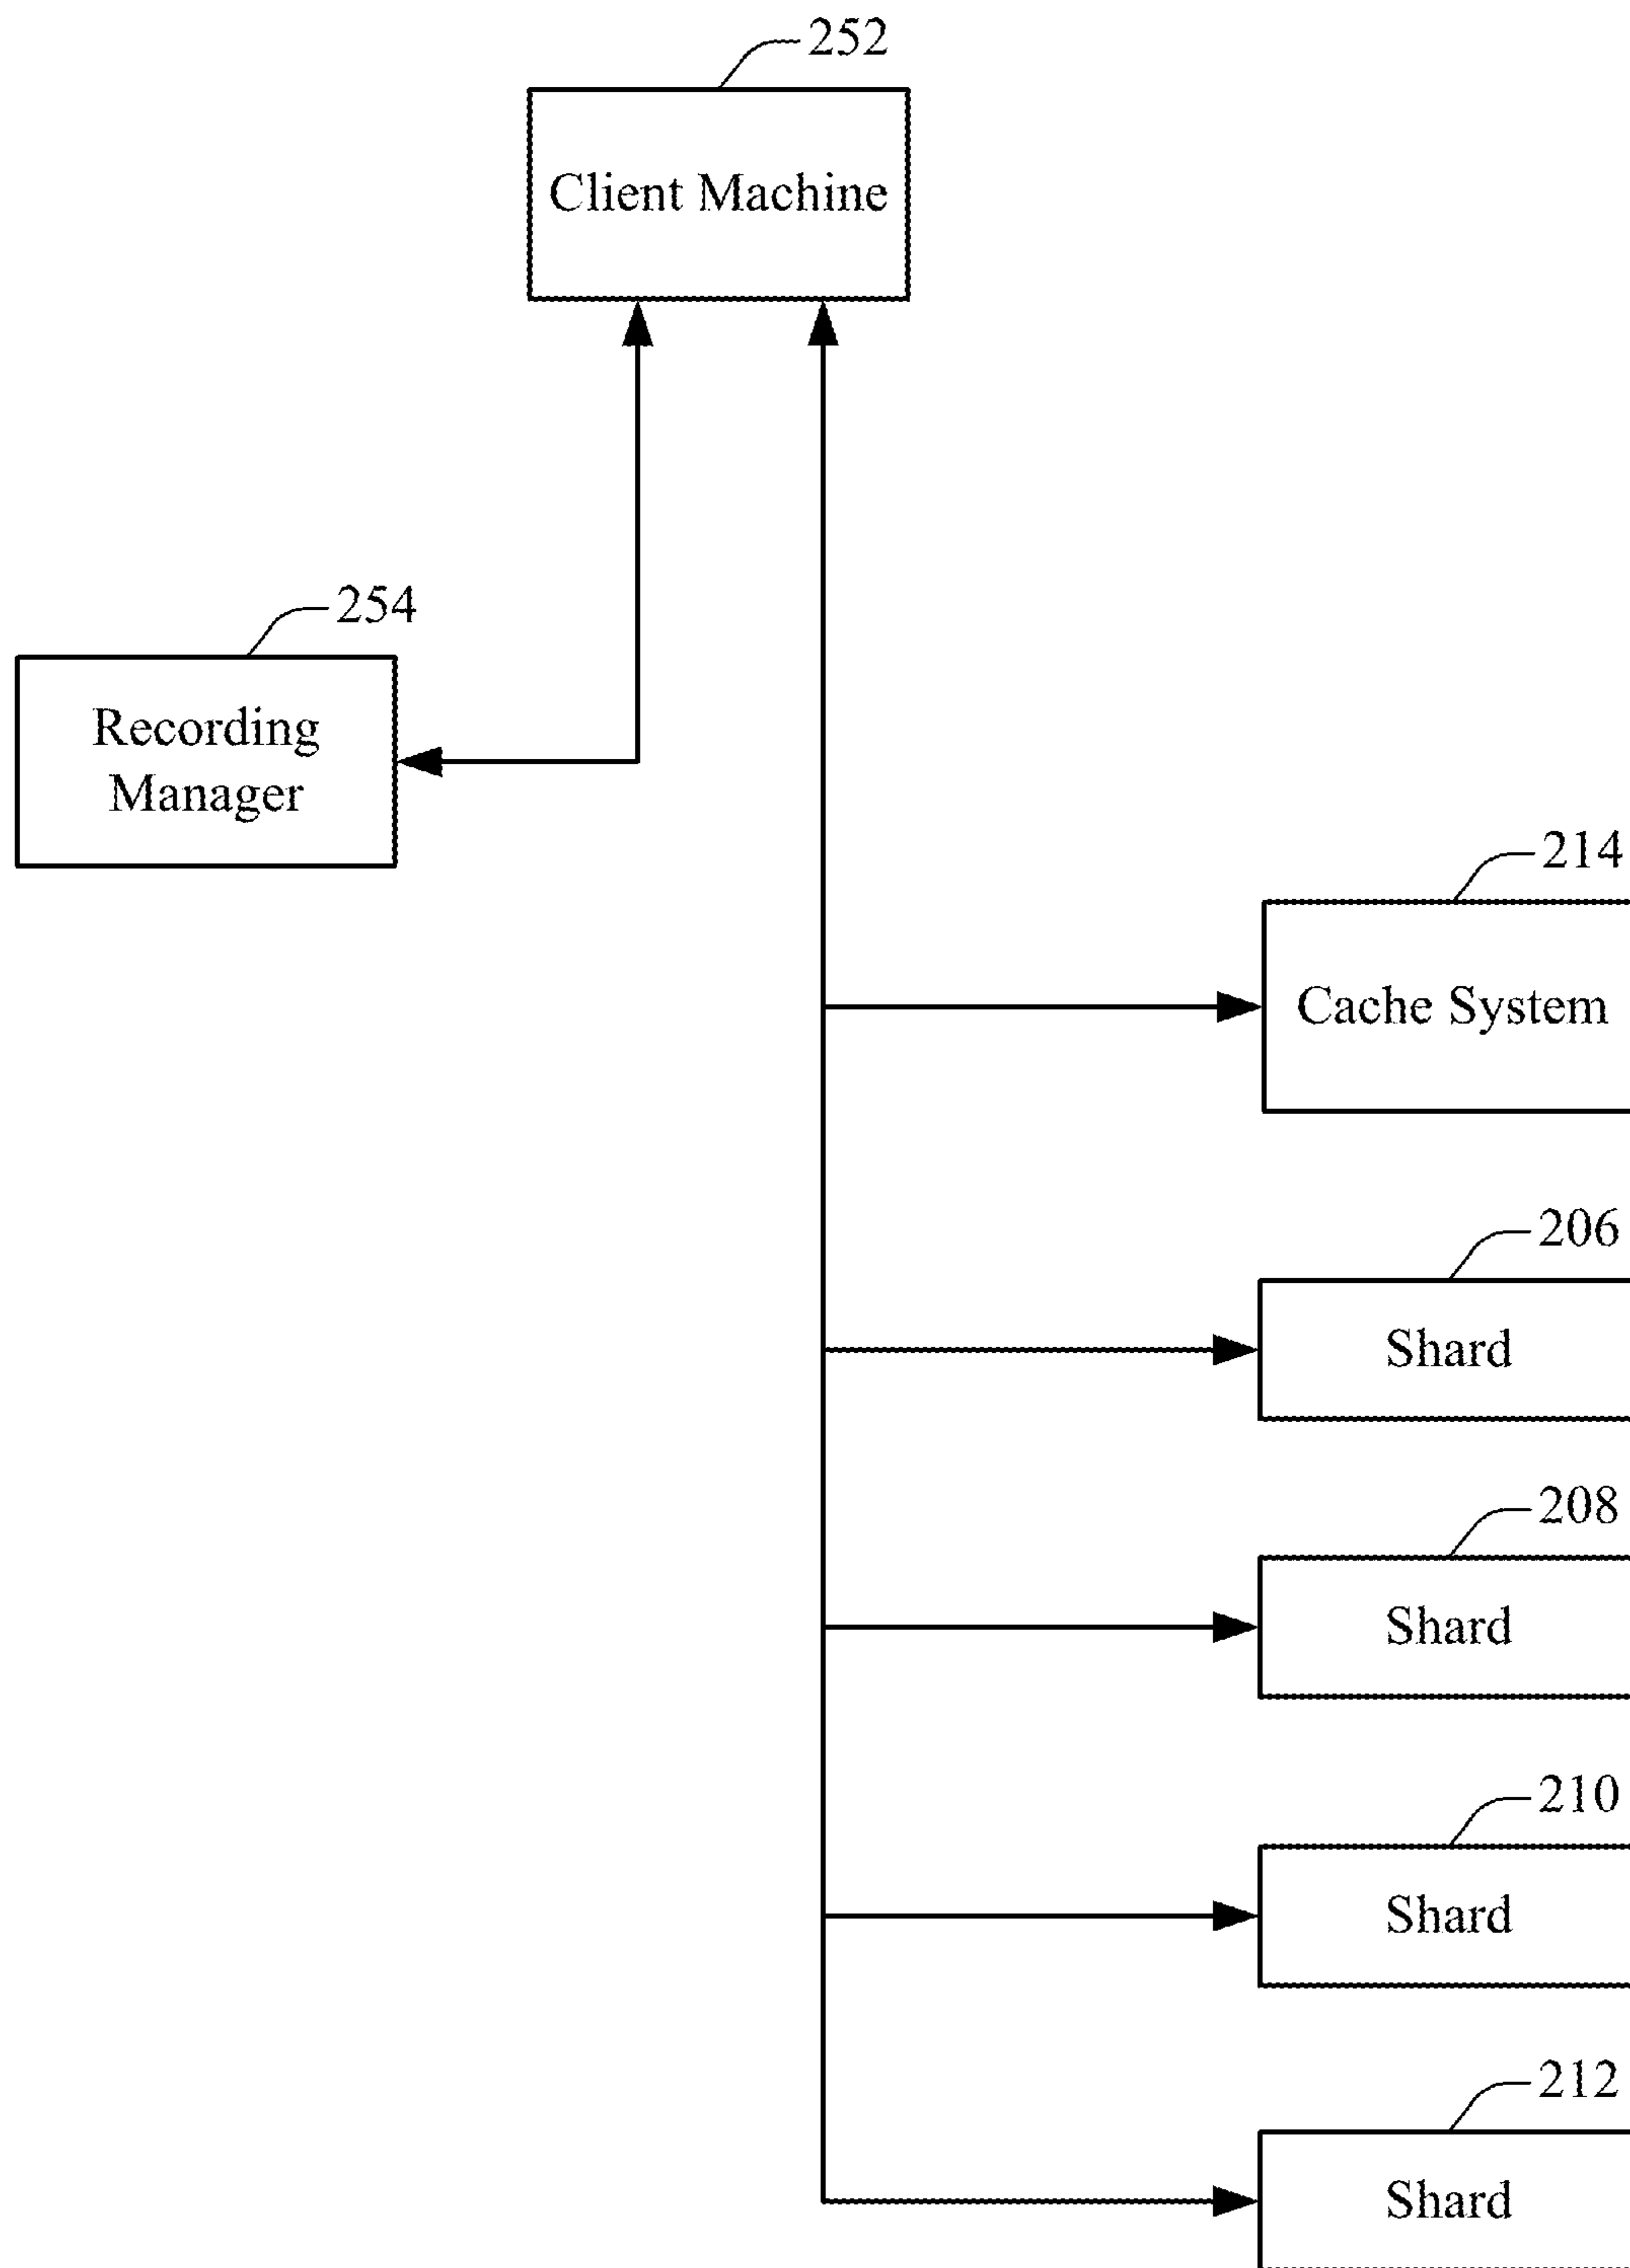 252
Client Machine
254
Recording
Manager
214
Cache System
206
Shard
208
Shard
210
Shard
212
Shard